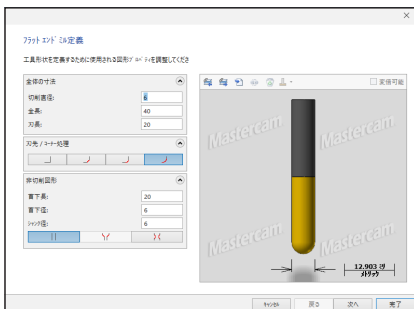 フラット エンド ミル定義
工具形状を定義するために使用される図形プロパティを調整してくださ
全体の寸法
切削直径:
6
全長:
40
刃長:
20
刃先 / コーナー処理
非切削図形
首下長:
20
首下径:
6
シャンク径:
6
変倍可能
Mastercam
Mastercam
Mastercam
Mastercam
12.903 ミリ
メトリック
キャンセル
戻る
次へ
完了